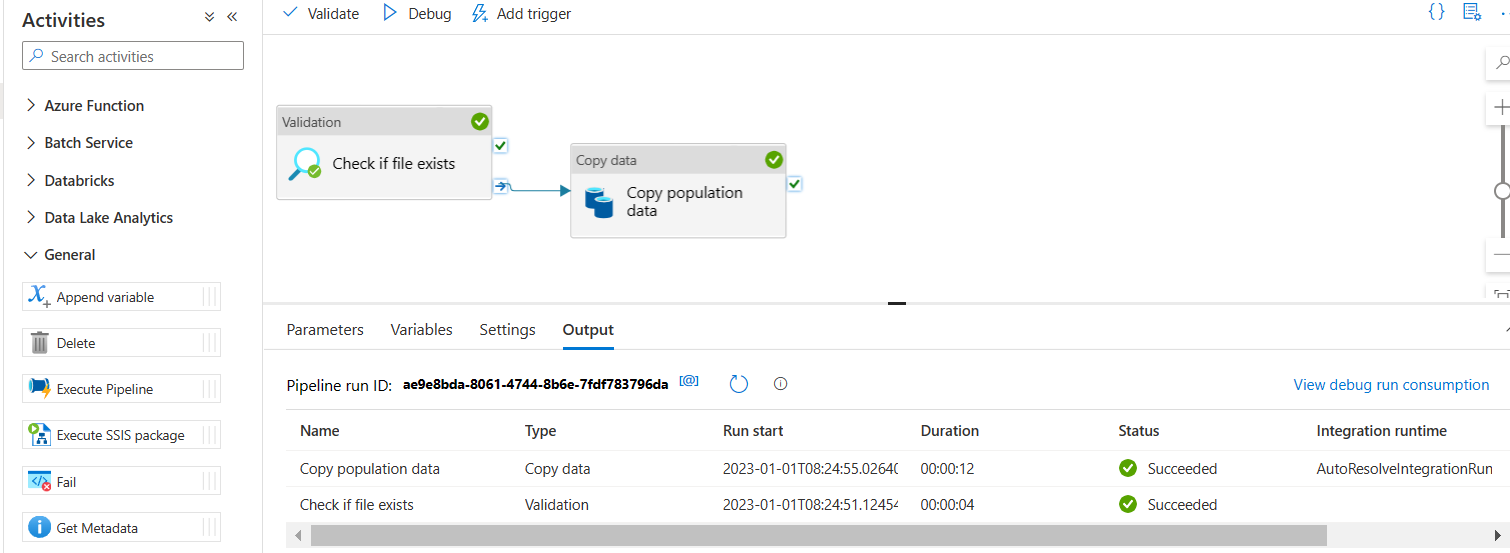 Activities
Search activities
Azure Function
Batch Service
Databricks
Data Lake Analytics
General
Append variable
Delete
Execute Pipeline
Execute SSIS package
Fail
Get Metadata
Validate Debug Add trigger
Validation
Check if file exists
Copy data
Copy population
data
Parameters Variables Settings Output
Pipeline run ID: ae9e8bda-8061-4744-8b6e-7fdf783796da [@]
View debug run consumption
Name Type Run start Duration Status Integration runtime
Copy population data Copy data 2023-01-01T08:24:55.0264 00:00:12 Succeeded AutoResolveIntegrationRun
Check if file exists Validation 2023-01-01T08:24:51.1245 00:00:04 Succeeded